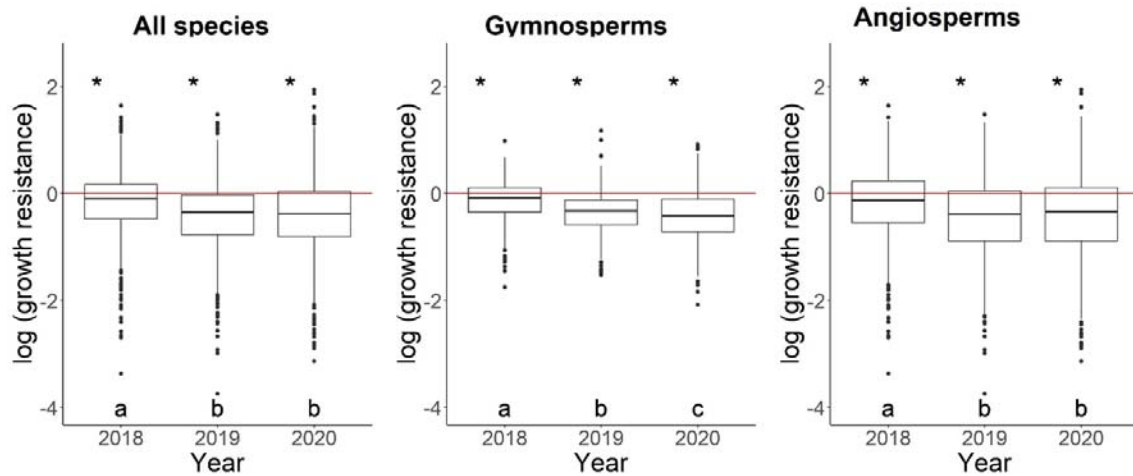 All species
Gymnosperms
Angiosperms
log (growth resistance)
2
0
-2
-4
* * *
a b b
2018 2019 2020
Year
log (growth resistance)
2
0
-2
-4
* * *
a b c
2018 2019 2020
Year
log (growth resistance)
2
0
-2
-4
* * *
a b b
2018 2019 2020
Year